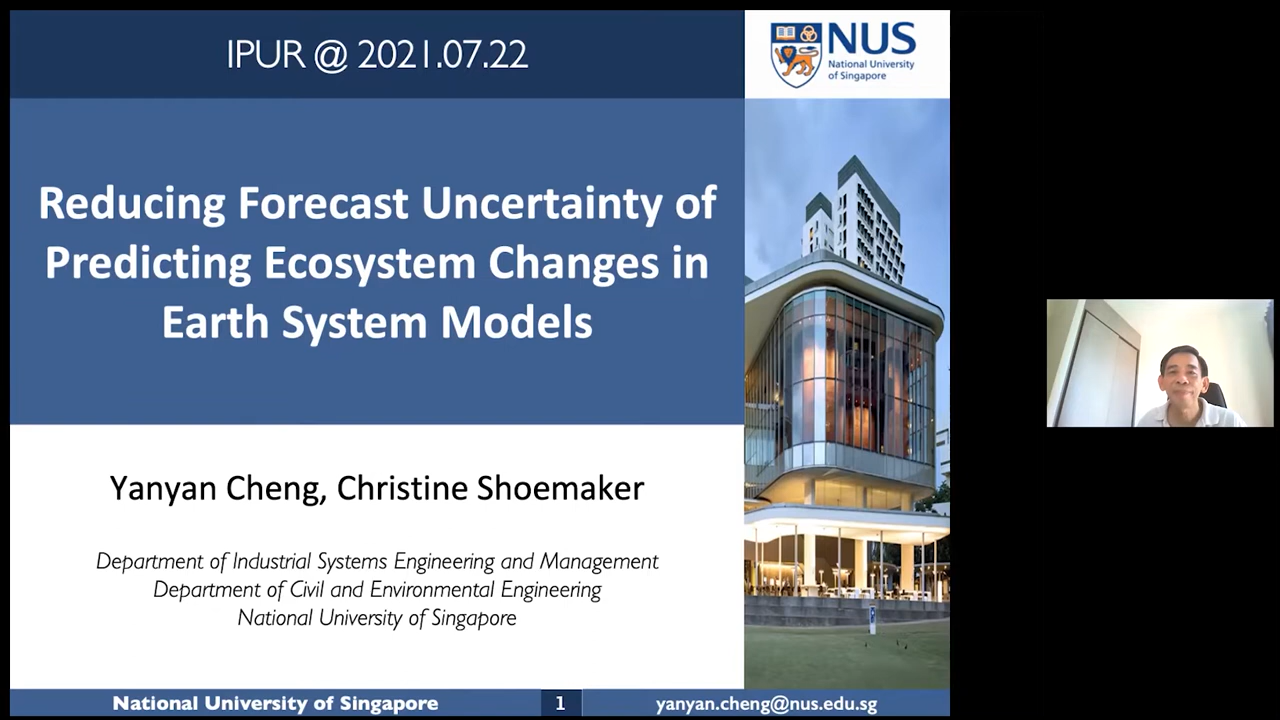 IPUR @ 2021.07.22
NUS
National University
of Singapore
Reducing Forecast Uncertainty of
Predicting Ecosystem Changes in
Earth System Models
Yanyan Cheng, Christine Shoemaker
Department of Industrial Systems Engineering and Management
Department of Civil and Environmental Engineering
National University of Singapore
National University of Singapore
1
yanyan.cheng@nus.edu.sg